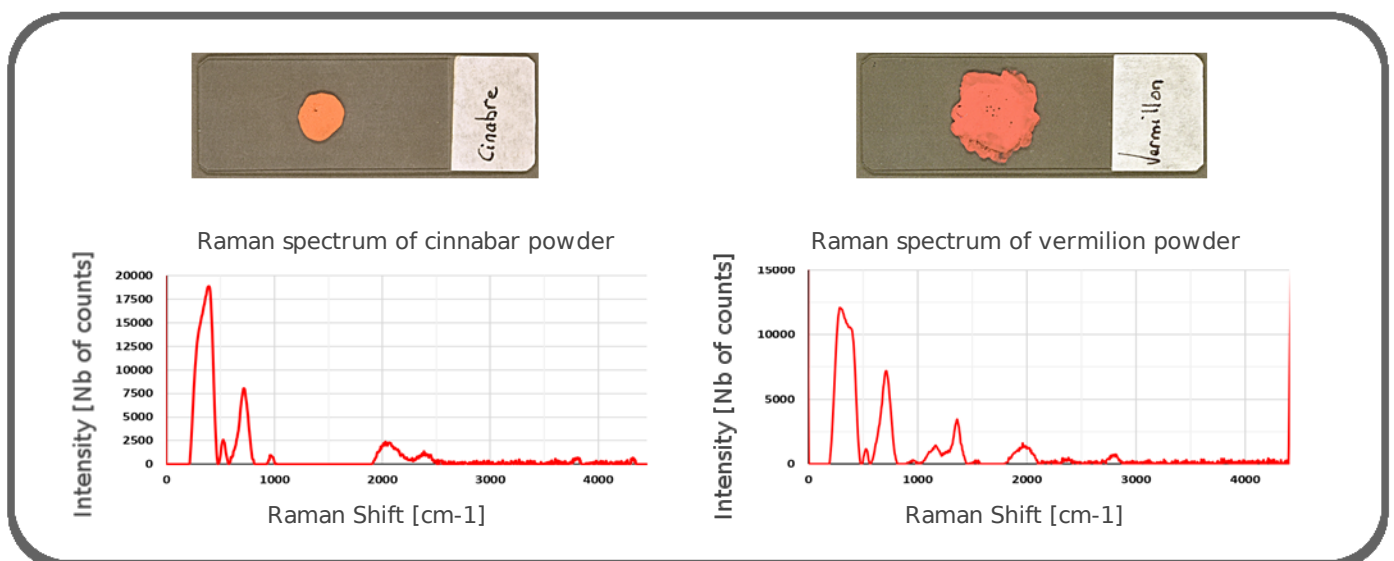 Cinabre
Vermillon
Raman spectrum of cinnabar powder
Raman spectrum of vermilion powder
Intensity [Nb of counts]
20000
17500
15000
12500
10000
7500
5000
2500
0
0 1000 2000 3000 4000
Raman Shift [cm-1]
Intensity [Nb of counts]
15000
10000
5000
0
0 1000 2000 3000 4000
Raman Shift [cm-1]